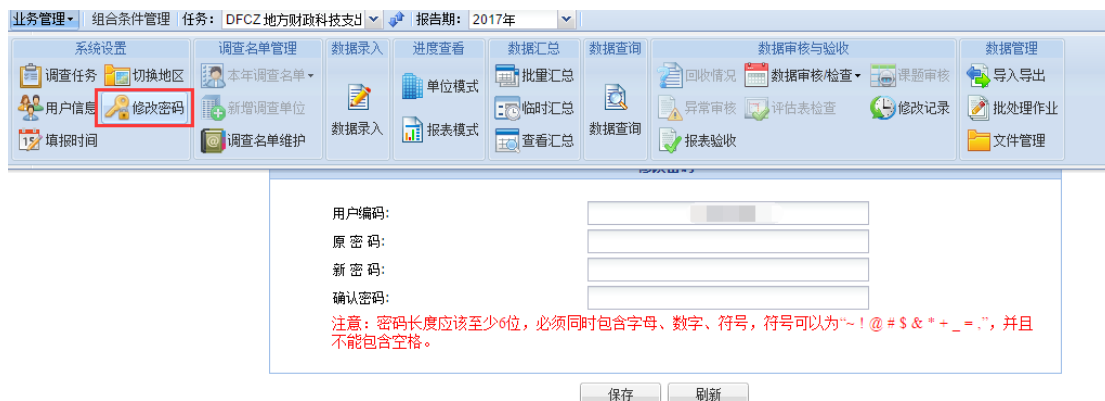 业务管理 组合条件管理 任务: DFCZ 地方财政科技支出 报告期: 2017年
系统设置 调查名单管理 数据录入 进度查看 数据汇总 数据查询 数据审核与验收 数据管理
调查任务 切换地区 本年调查名单 单位模式 批量汇总 回收情况 数据审核/检查 课题审核 导入导出
用户信息 修改密码 新增调查单位 临时汇总 异常审核 评估表检查 修改记录 批处理作业
数据录入 报表模式 数据查询
填报时间 调查名单维护 查看汇总 报表验收 文件管理
修改密码
用户编码:
原 密 码:
新 密 码:
确认密码:
注意：密码长度应该至少6位，必须同时包含字母、数字、符号，符号可以为“~ ! @ # $ & * + _ = .”，并且
不能包含空格。
保存 刷新